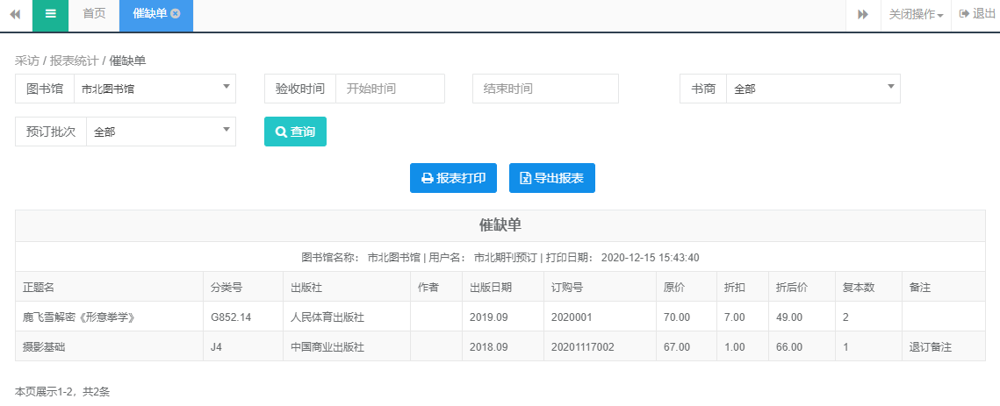 首页 催缺单 关闭操作 退出
采访 / 报表统计 / 催缺单
图书馆 市北图书馆 验收时间 开始时间 结束时间 书商 全部
预订批次 全部 查询
报表打印 导出报表
催缺单
图书馆名称： 市北图书馆 | 用户名： 市北期刊预订 | 打印日期： 2020-12-15 15:43:40
正题名 分类号 出版社 作者 出版日期 订购号 原价 折扣 折后价 复本数 备注
鹿飞雪解密《形意拳学》 G852.14 人民体育出版社 2019.09 2020001 70.00 7.00 49.00 2
摄影基础 J4 中国商业出版社 2018.09 20201117002 67.00 1.00 66.00 1 退订备注
本页展示1-2，共2条